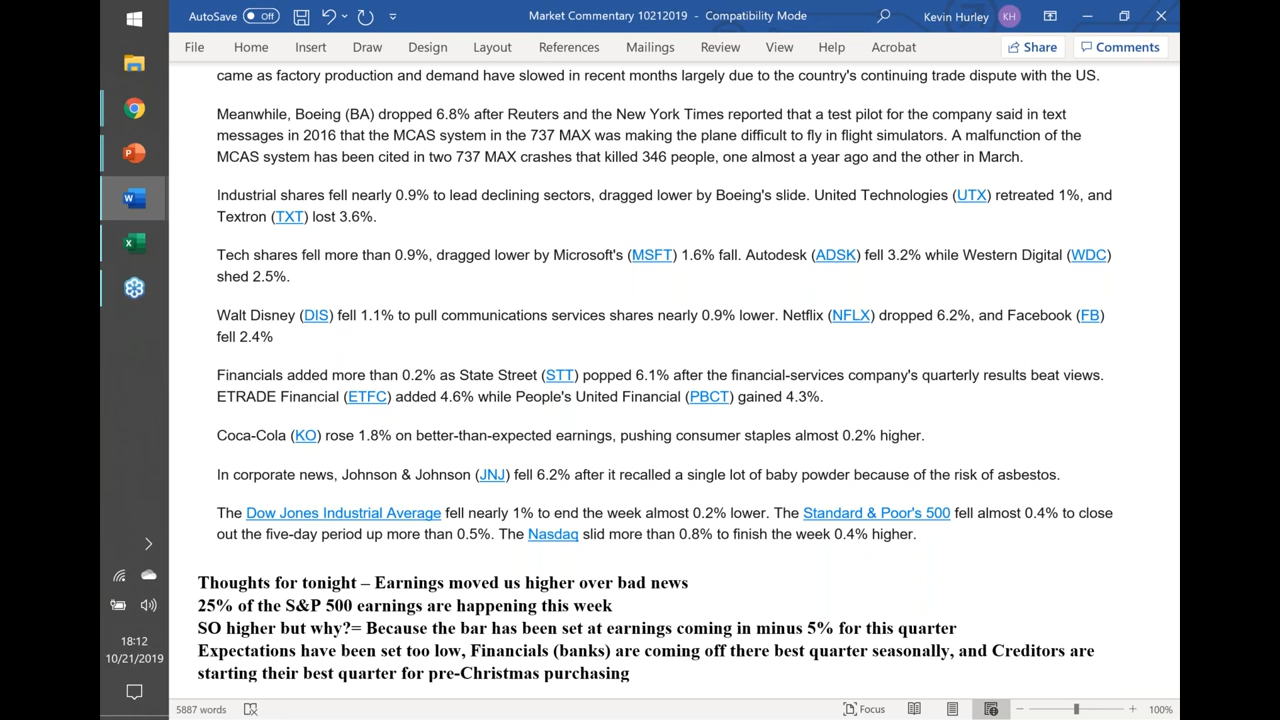 AutoSave Off Market Commentary 10212019 - Compatibility Mode Kevin Hurley KH
File Home Insert Draw Design Layout References Mailings Review View Help Acrobat Share Comments
came as factory production and demand have slowed in recent months largely due to the country's continuing trade dispute with the US.
Meanwhile, Boeing (BA) dropped 6.8% after Reuters and the New York Times reported that a test pilot for the company said in text
messages in 2016 that the MCAS system in the 737 MAX was making the plane difficult to fly in flight simulators. A malfunction of the
MCAS system has been cited in two 737 MAX crashes that killed 346 people, one almost a year ago and the other in March.
Industrial shares fell nearly 0.9% to lead declining sectors, dragged lower by Boeing's slide. United Technologies (UTX) retreated 1%, and
Textron (TXT) lost 3.6%.
Tech shares fell more than 0.9%, dragged lower by Microsoft's (MSFT) 1.6% fall. Autodesk (ADSK) fell 3.2% while Western Digital (WDC)
shed 2.5%.
Walt Disney (DIS) fell 1.1% to pull communications services shares nearly 0.9% lower. Netflix (NFLX) dropped 6.2%, and Facebook (FB)
fell 2.4%
Financials added more than 0.2% as State Street (STT) popped 6.1% after the financial-services company's quarterly results beat views.
ETRADE Financial (ETFC) added 4.6% while People's United Financial (PBCT) gained 4.3%.
Coca-Cola (KO) rose 1.8% on better-than-expected earnings, pushing consumer staples almost 0.2% higher.
In corporate news, Johnson & Johnson (JNJ) fell 6.2% after it recalled a single lot of baby powder because of the risk of asbestos.
The Dow Jones Industrial Average fell nearly 1% to end the week almost 0.2% lower. The Standard & Poor's 500 fell almost 0.4% to close
out the five-day period up more than 0.5%. The Nasdaq slid more than 0.8% to finish the week 0.4% higher.
Thoughts for tonight – Earnings moved us higher over bad news
25% of the S&P 500 earnings are happening this week
SO higher but why?= Because the bar has been set at earnings coming in minus 5% for this quarter
Expectations have been set too low, Financials (banks) are coming off there best quarter seasonally, and Creditors are
starting their best quarter for pre-Christmas purchasing
18:12
10/21/2019
5887 words Focus 100%